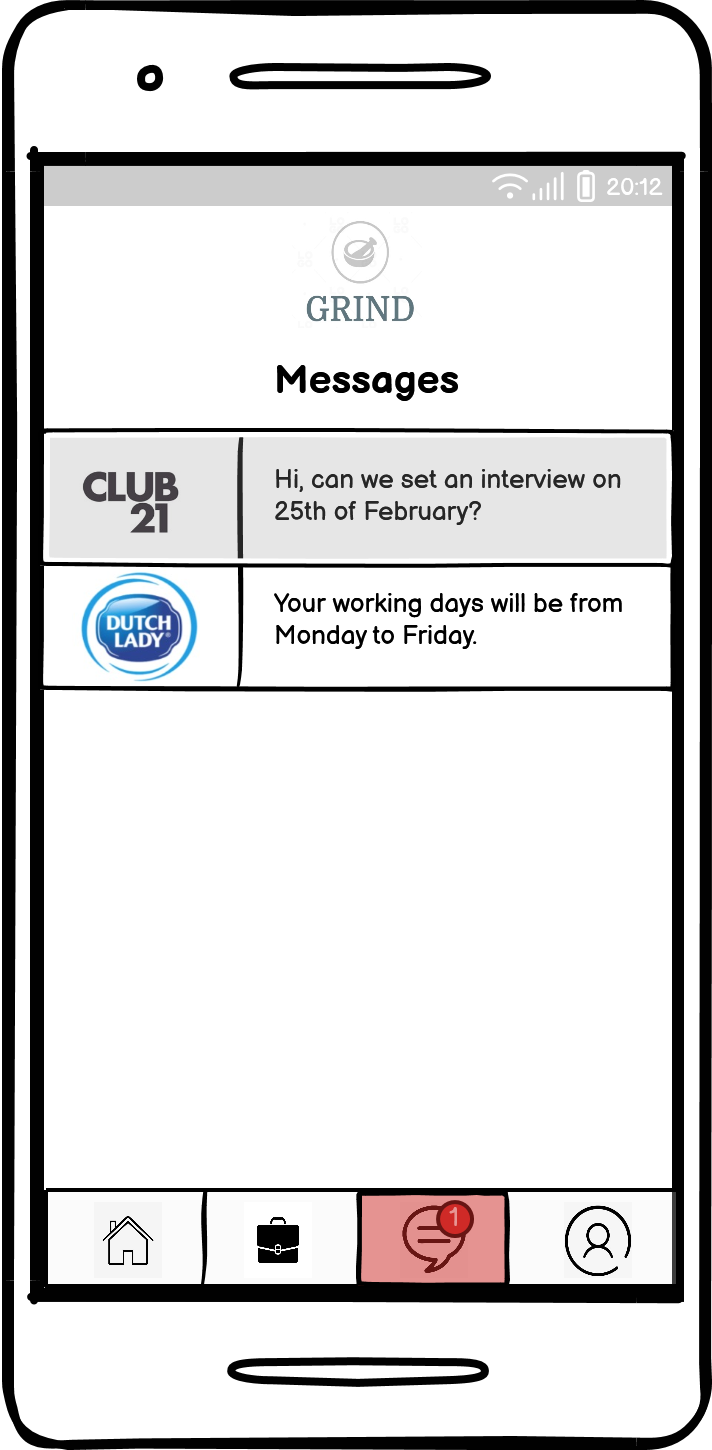 20:12
GRIND
Messages
CLUB
21
Hi, can we set an interview on
25th of February?
DUTCH
LADY®
Your working days will be from
Monday to Friday.
1